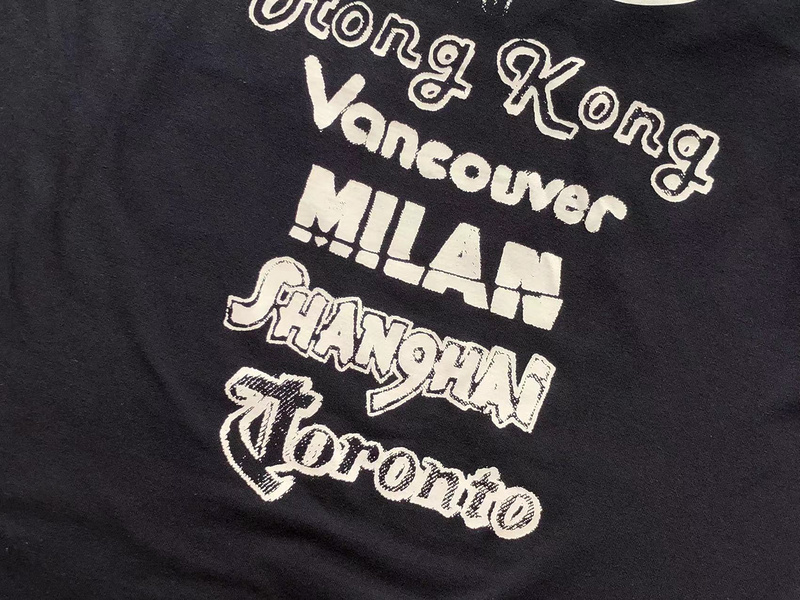 Hong Kong
Vancouver
MILAN
SHANgHAi
Toronto